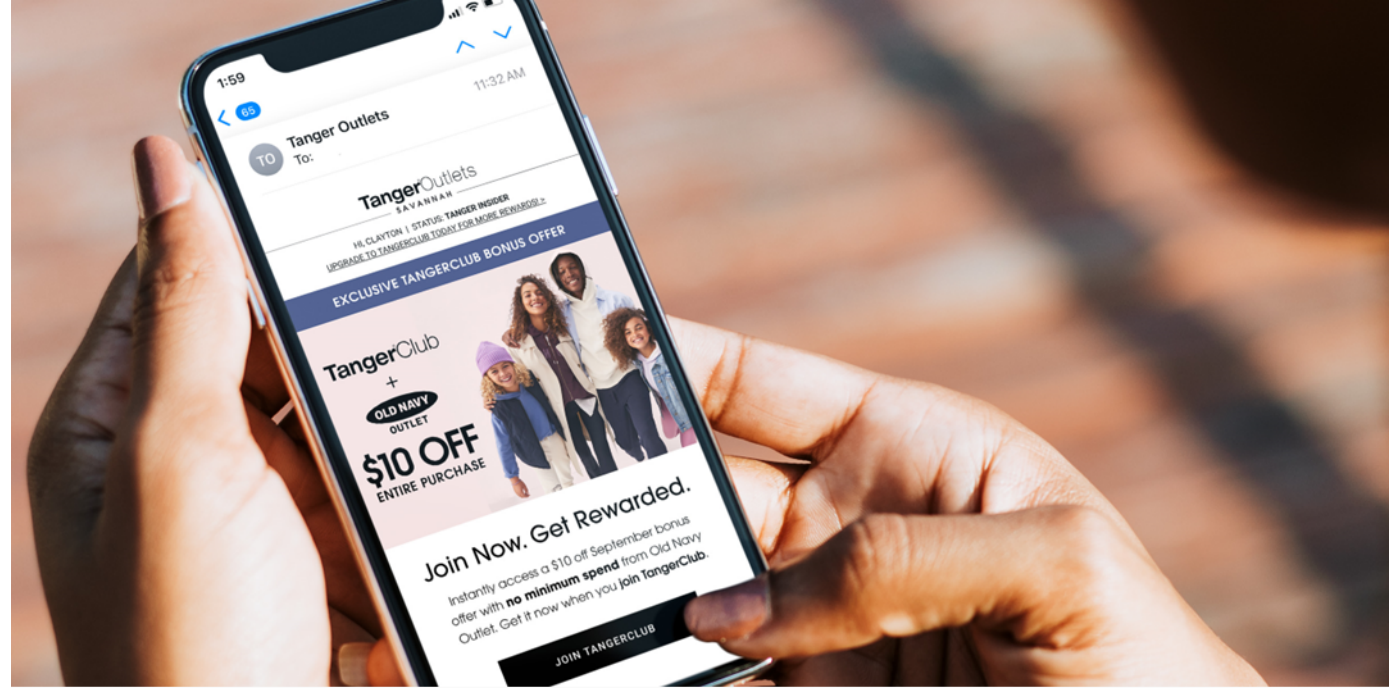 1:59
65
11:32 AM
TO
Tanger Outlets
To:
TangerOutlets
SAVANNAH
HI, CLAYTON | STATUS: TANGER INSIDER
UPGRADE TO TANGERCLUB TODAY FOR MORE REWARDS! >
EXCLUSIVE TANGERCLUB BONUS OFFER
TangerClub
+
OLD NAVY
OUTLET
$10 OFF
ENTIRE PURCHASE
Join Now. Get Rewarded.
Instantly access a $10 off September bonus
offer with no minimum spend from Old Navy
Outlet. Get it now when you join TangerClub.
JOIN TANGERCLUB